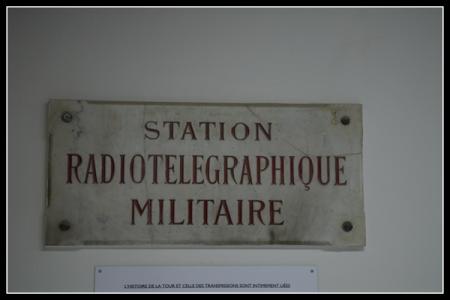 STATION
RADIOTELEGRAPHIQUE
MILITAIRE
L'HISTOIRE DE LA TOUR ET CELLE DES TRANSMISSIONS SONT INTIMEMENT LIÉES